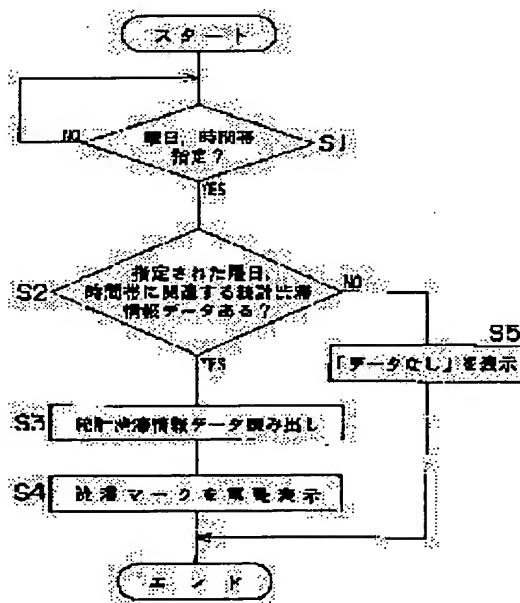 スタート
NO
曜日, 時間帯
指定?
S1
YES
S2
指定された曜日,
時間帯に関連する統計渋滞
情報データある?
NO
YES
S5
「データなし」を表示
S3
統計渋滞情報データ読み出し
S4
渋滞マークを重畳表示
エンド